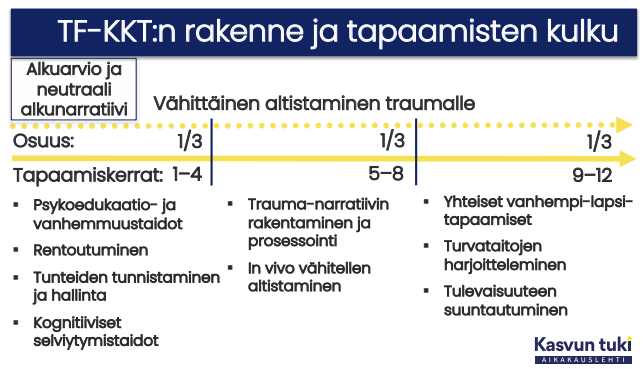 TF-KKT:n rakenne ja tapaamisten kulku
Alkuarvio ja
neutraali
alkunarratiivi
Vähittäinen altistaminen traumalle
Osuus: 1/3 1/3 1/3
Tapaamiskerrat: 1–4 5–8 9–12
▪ Psykoedukaatio- ja
vanhemmuustaidot
▪ Rentoutuminen
▪ Tunteiden tunnistaminen
ja hallinta
▪ Kognitiiviset
selviytymistaidot
▪ Trauma-narratiivin
rakentaminen ja
prosessointi
▪ In vivo vähitellen
altistaminen
▪ Yhteiset vanhempi-lapsi-
tapaamiset
▪ Turvataitojen
harjoitteleminen
▪ Tulevaisuuteen
suuntautuminen
Kasvun tuki
AIKAKAUSLEHTI